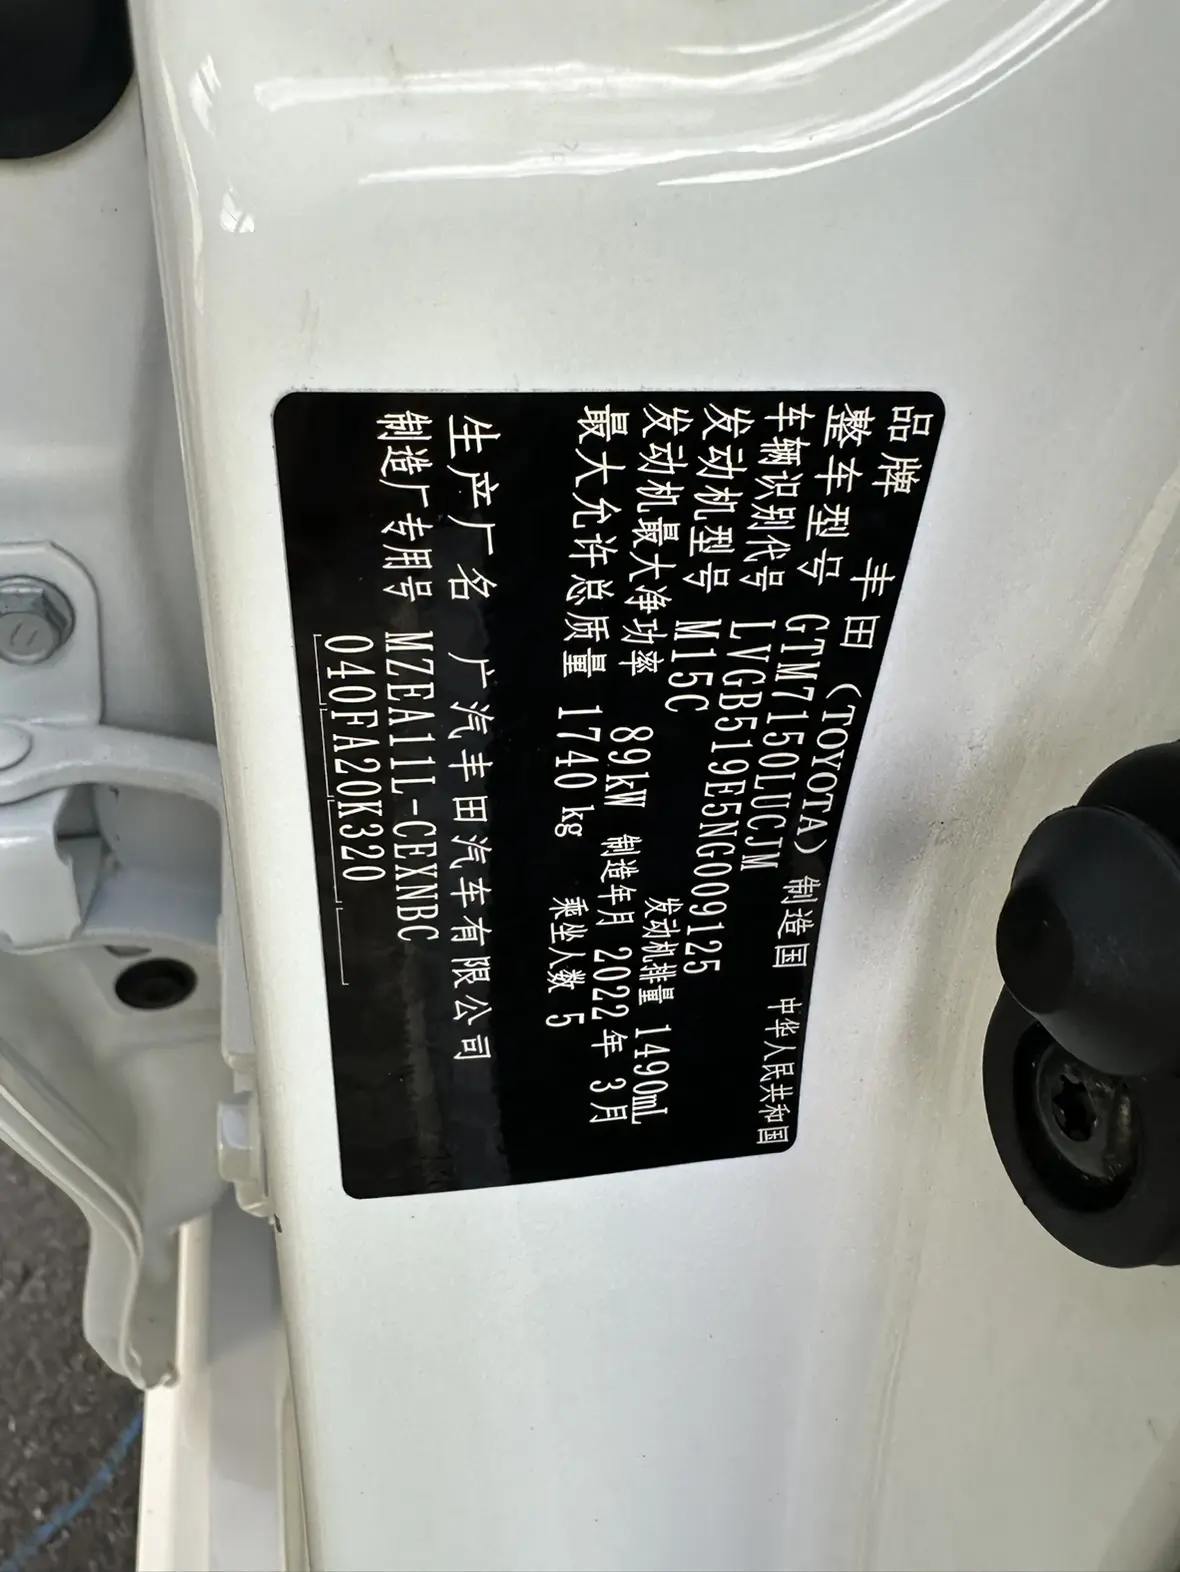 品牌 丰田 (TOYOTA) 制造国 中华人民共和国
整车型号 GTM7150LUCJM
车辆识别代号 LVGB519E5NG009125
发动机型号 M15C 发动机排量 1490mL
发动机最大净功率 89kW 制造年月 2022年 3月
最大允许总质量 1740 kg 乘坐人数 5
生产厂名 广汽丰田汽车有限公司
制造厂专用号 MZEA11L-CEXNBC
040FA20K320